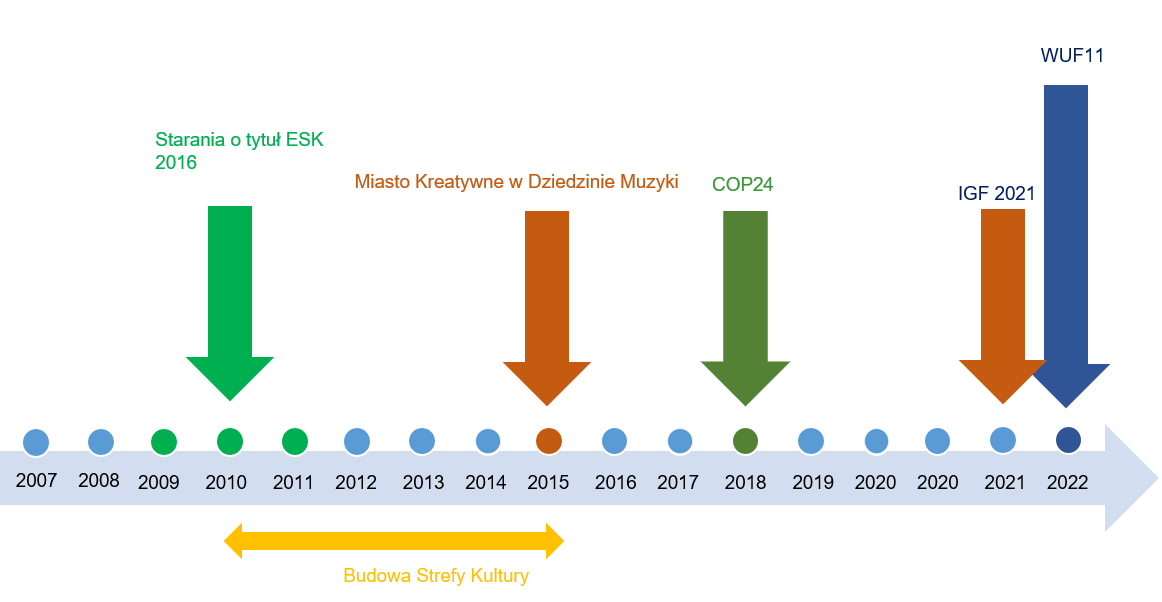 WUF11
Starania o tytuł ESK
2016
Miasto Kreatywne w Dziedzinie Muzyki
COP24
IGF 2021
2007 2008 2009 2010 2011 2012 2013 2014 2015 2016 2017 2018 2019 2020 2020 2021 2022
Budowa Strefy Kultury